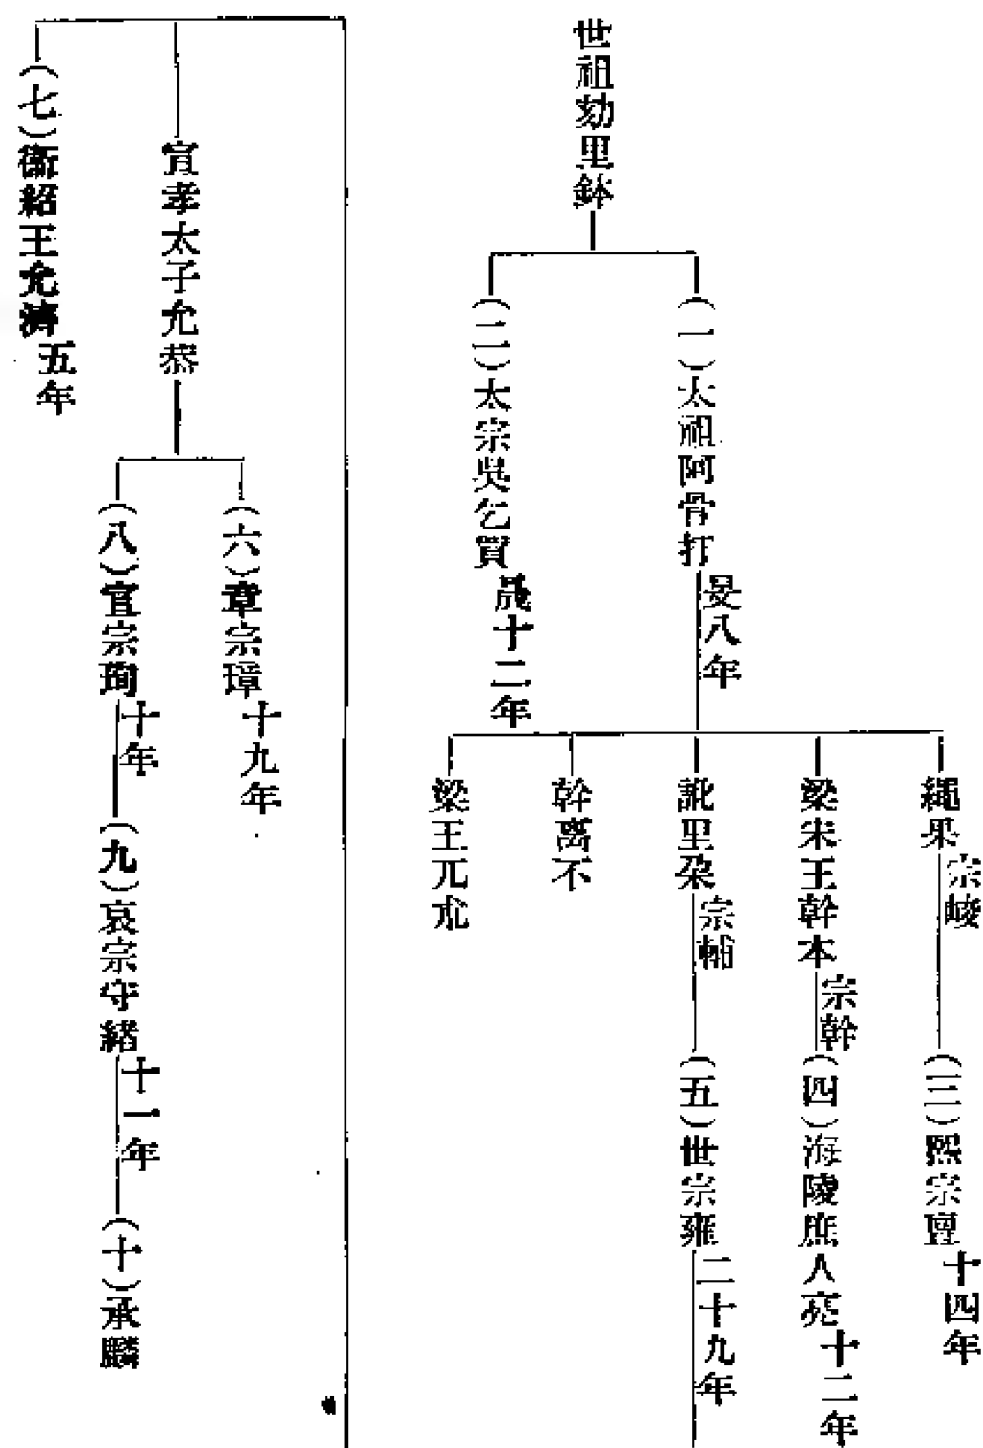 世祖劾里鉢
(一)太祖阿骨打 旻八年
(二)太宗吳乞買 晟十二年
繩果 宗峻
(三)熙宗亶 十四年
梁宋王幹本 宗幹
(四)海陵庶人亮 十二年
訛里朶 宗輔
(五)世宗雍 二十九年
幹离不
梁王兀朮
宣孝太子允恭
(六)章宗璋 十九年
(八)宣宗珣 十年
(九)哀宗守緒 十一年
(十)承麟
(七)衞紹王允濟 五年